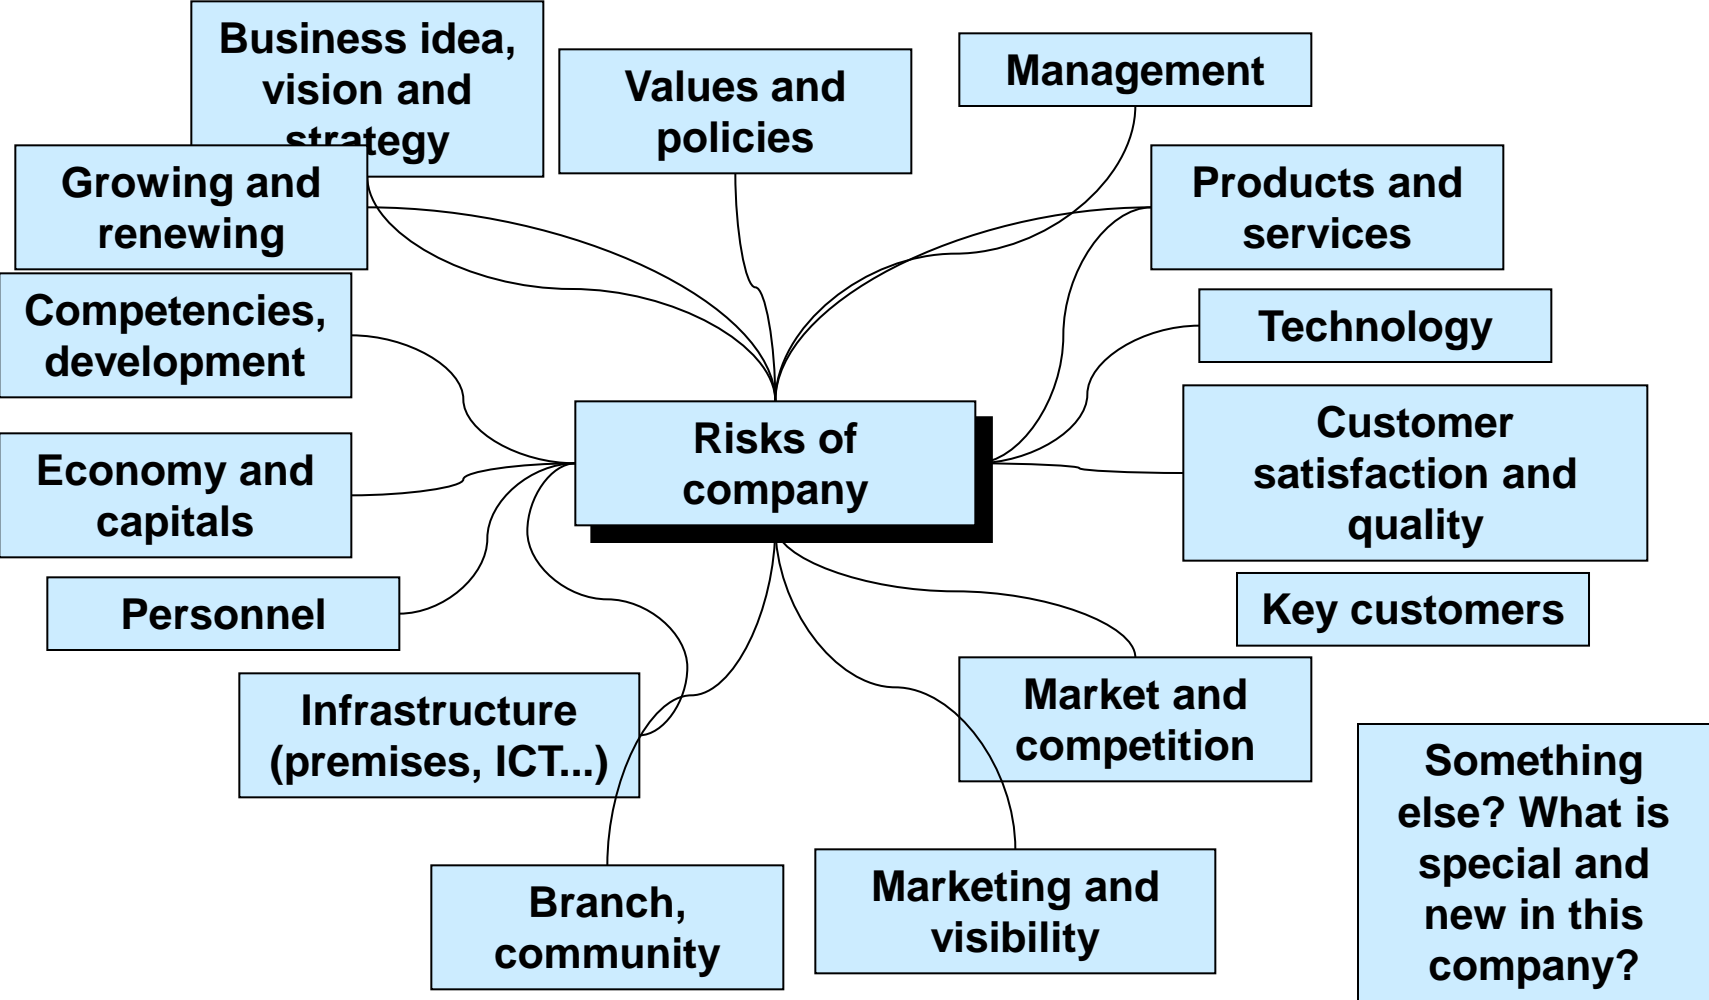 Business idea,
vision and
strategy
Values and
policies
Management
Growing and
renewing
Products and
services
Competencies,
development
Technology
Risks of
company
Customer
satisfaction and
quality
Economy and
capitals
Personnel
Key customers
Infrastructure
(premises, ICT...)
Market and
competition
Something
else? What is
special and
new in this
company?
Branch,
community
Marketing and
visibility